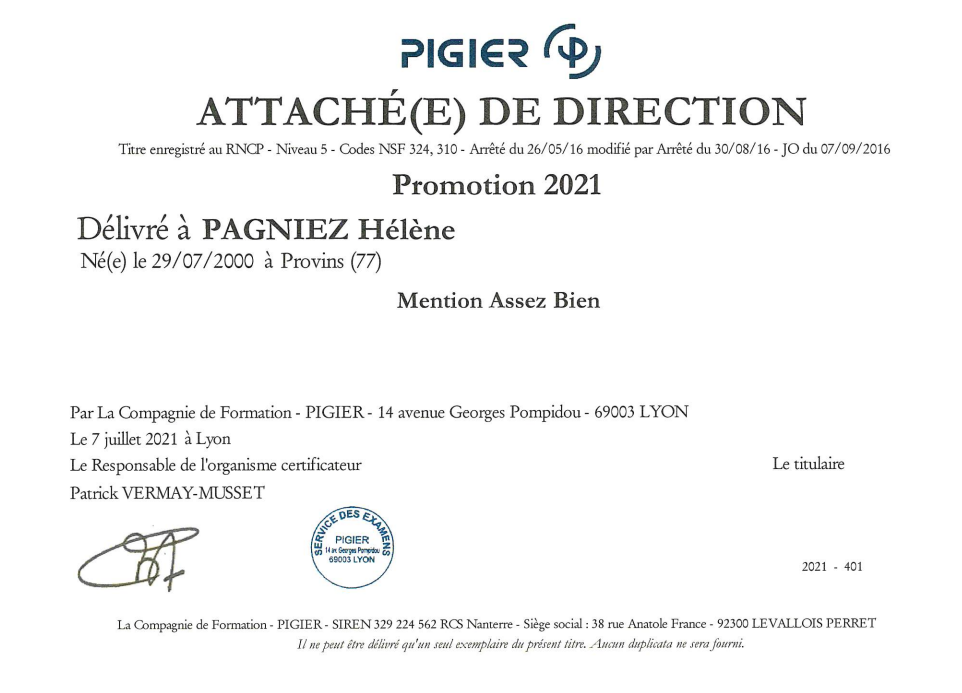 PIGIER
ATTACHÉ(E) DE DIRECTION
Titre enregistré au RNCP - Niveau 5 - Codes NSF 324, 310 - Arrêté du 26/05/16 modifié par Arrêté du 30/08/16 - JO du 07/09/2016
Promotion 2021
Délivré à PAGNIEZ Hélène
Né(e) le 29/07/2000 à Provins (77)
Mention Assez Bien
Par La Compagnie de Formation - PIGIER - 14 avenue Georges Pompidou - 69003 LYON
Le 7 juillet 2021 à Lyon
Le Responsable de l'organisme certificateur
Le titulaire
Patrick VERMAY-MUSSET
SERVICE DES EXAMENS
PIGIER
14 av. Georges Pompidou
69003 LYON
2021 - 401
La Compagnie de Formation - PIGIER - SIREN 329 224 562 RCS Nanterre - Siège social : 38 rue Anatole France - 92300 LEVALLOIS PERRET
Il ne peut être délivré qu'un seul exemplaire du présent titre. Aucun duplicata ne sera fourni.